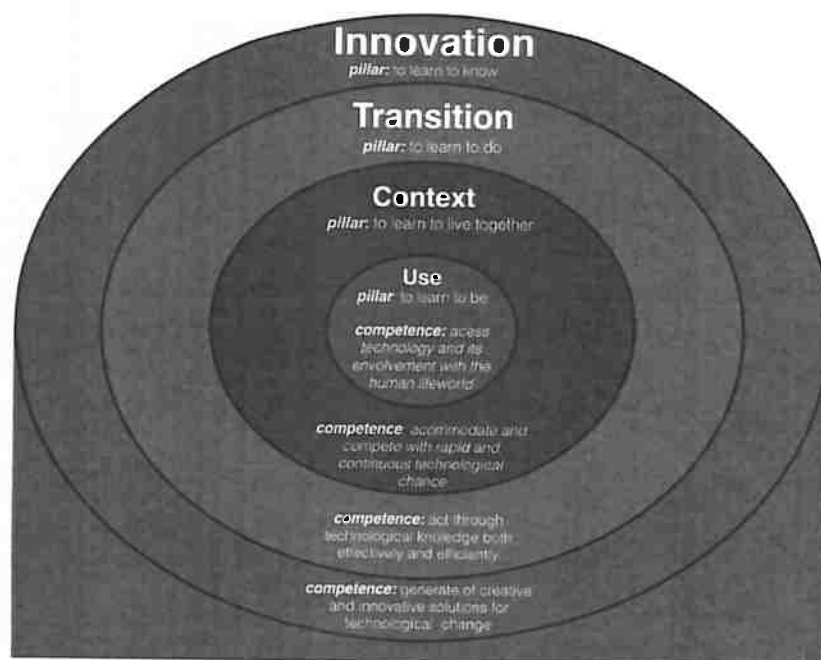 Innovation
pillar: to learn to know
Transition
pillar: to learn to do
Context
pillar: to learn to live together
Use
pillar: to learn to be
competence: acess
technology and its
envolvement with the
human lifeworld
competence: acommodate and
compete with rapid and
continuous technological
chance
competence: act through
technological knoledge both
effectively and efficiently
competence: generate of creative
and innovative solutions for
technological change